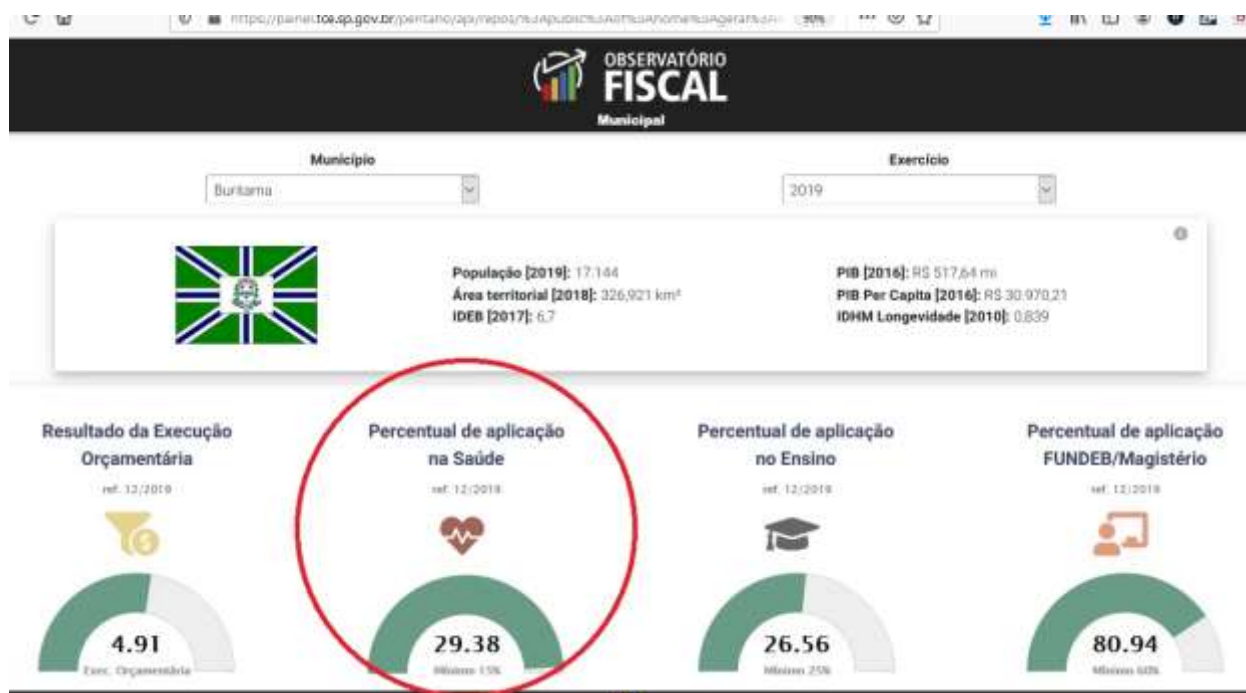 OBSERVATÓRIO
FISCAL
Municipal
Município
Exercício
Buritama
2019
População [2019]: 17.144
Área territorial [2018]: 326,921 km²
IDEB [2017]: 6,7
PIB [2016]: R$ 517,64 mi
PIB Per Capita [2016]: R$ 30.970,21
IDHM Longevidade [2010]: 0,839
Resultado da Execução
Orçamentária
ref. 12/2019
4.91
Exec. Orçamentária
Percentual de aplicação
na Saúde
ref. 12/2019
29.38
Mínimo 15%
Percentual de aplicação
no Ensino
ref. 12/2019
26.56
Mínimo 25%
Percentual de aplicação
FUNDEB/Magistério
ref. 12/2019
80.94
Mínimo 60%